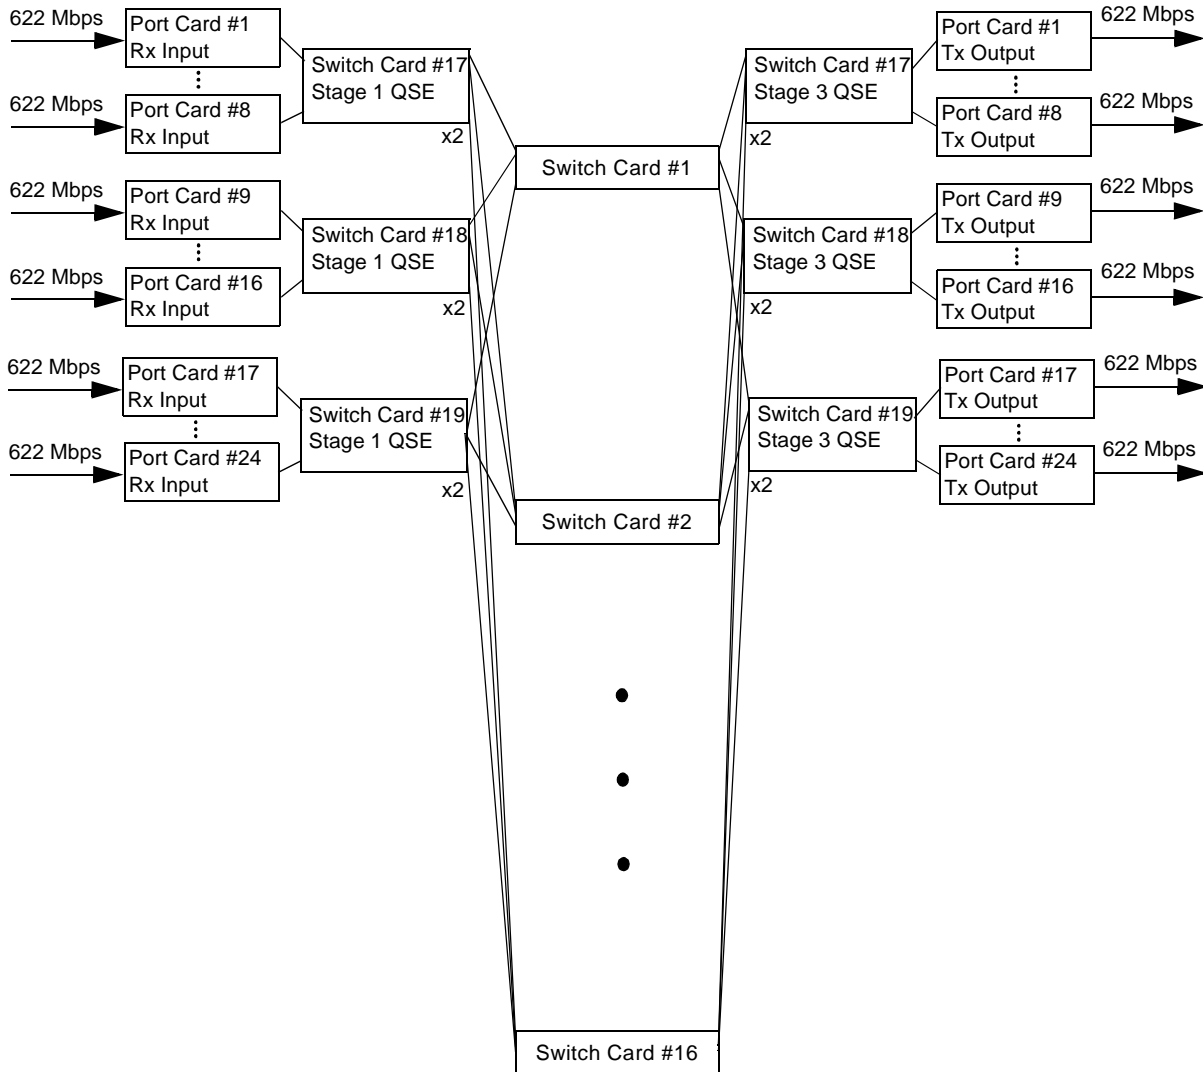 622 Mbps
Port Card #1
Rx Input
622 Mbps
Port Card #8
Rx Input
Switch Card #17
Stage 1 QSE
x2
622 Mbps
Port Card #9
Rx Input
622 Mbps
Port Card #16
Rx Input
Switch Card #18
Stage 1 QSE
x2
622 Mbps
Port Card #17
Rx Input
622 Mbps
Port Card #24
Rx Input
Switch Card #19
Stage 1 QSE
x2
Switch Card #1
Switch Card #2
Switch Card #16
Switch Card #17
Stage 3 QSE
x2
Port Card #1
Tx Output
622 Mbps
Port Card #8
Tx Output
622 Mbps
Switch Card #18
Stage 3 QSE
x2
Port Card #9
Tx Output
622 Mbps
Port Card #16
Tx Output
622 Mbps
Switch Card #19
Stage 3 QSE
x2
Port Card #17
Tx Output
622 Mbps
Port Card #24
Tx Output
622 Mbps